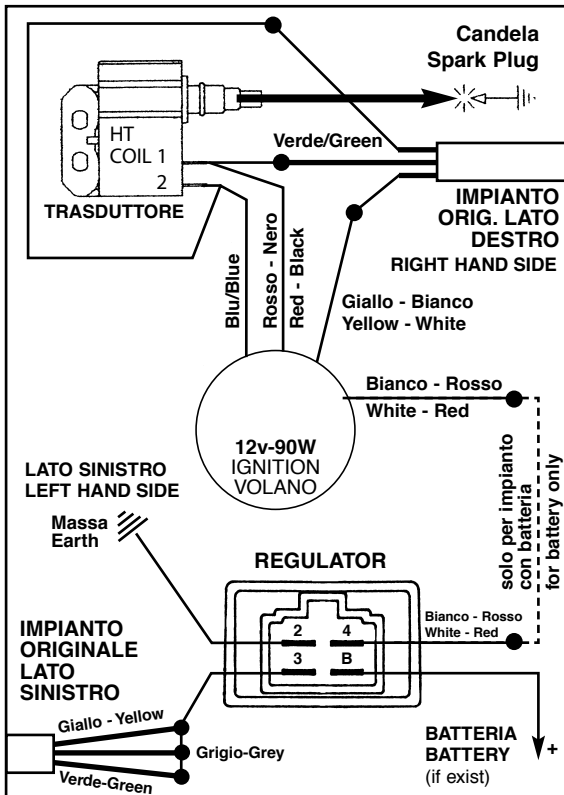 Candela
Spark Plug
HT
COIL 1
2
TRASDUTTORE
Verde/Green
IMPIANTO
ORIG. LATO
DESTRO
RIGHT HAND SIDE
Blu/Blue
Rosso - Nero
Red - Black
Giallo - Bianco
Yellow - White
Bianco - Rosso
White - Red
12v-90W
IGNITION
VOLANO
LATO SINISTRO
LEFT HAND SIDE
Massa
Earth
solo per impianto
con batteria
for battery only
REGULATOR
2 4
3 B
Bianco - Rosso
White - Red
IMPIANTO
ORIGINALE
LATO
SINISTRO
Giallo - Yellow
Grigio-Grey
Verde-Green
BATTERIA
BATTERY
(if exist)
+